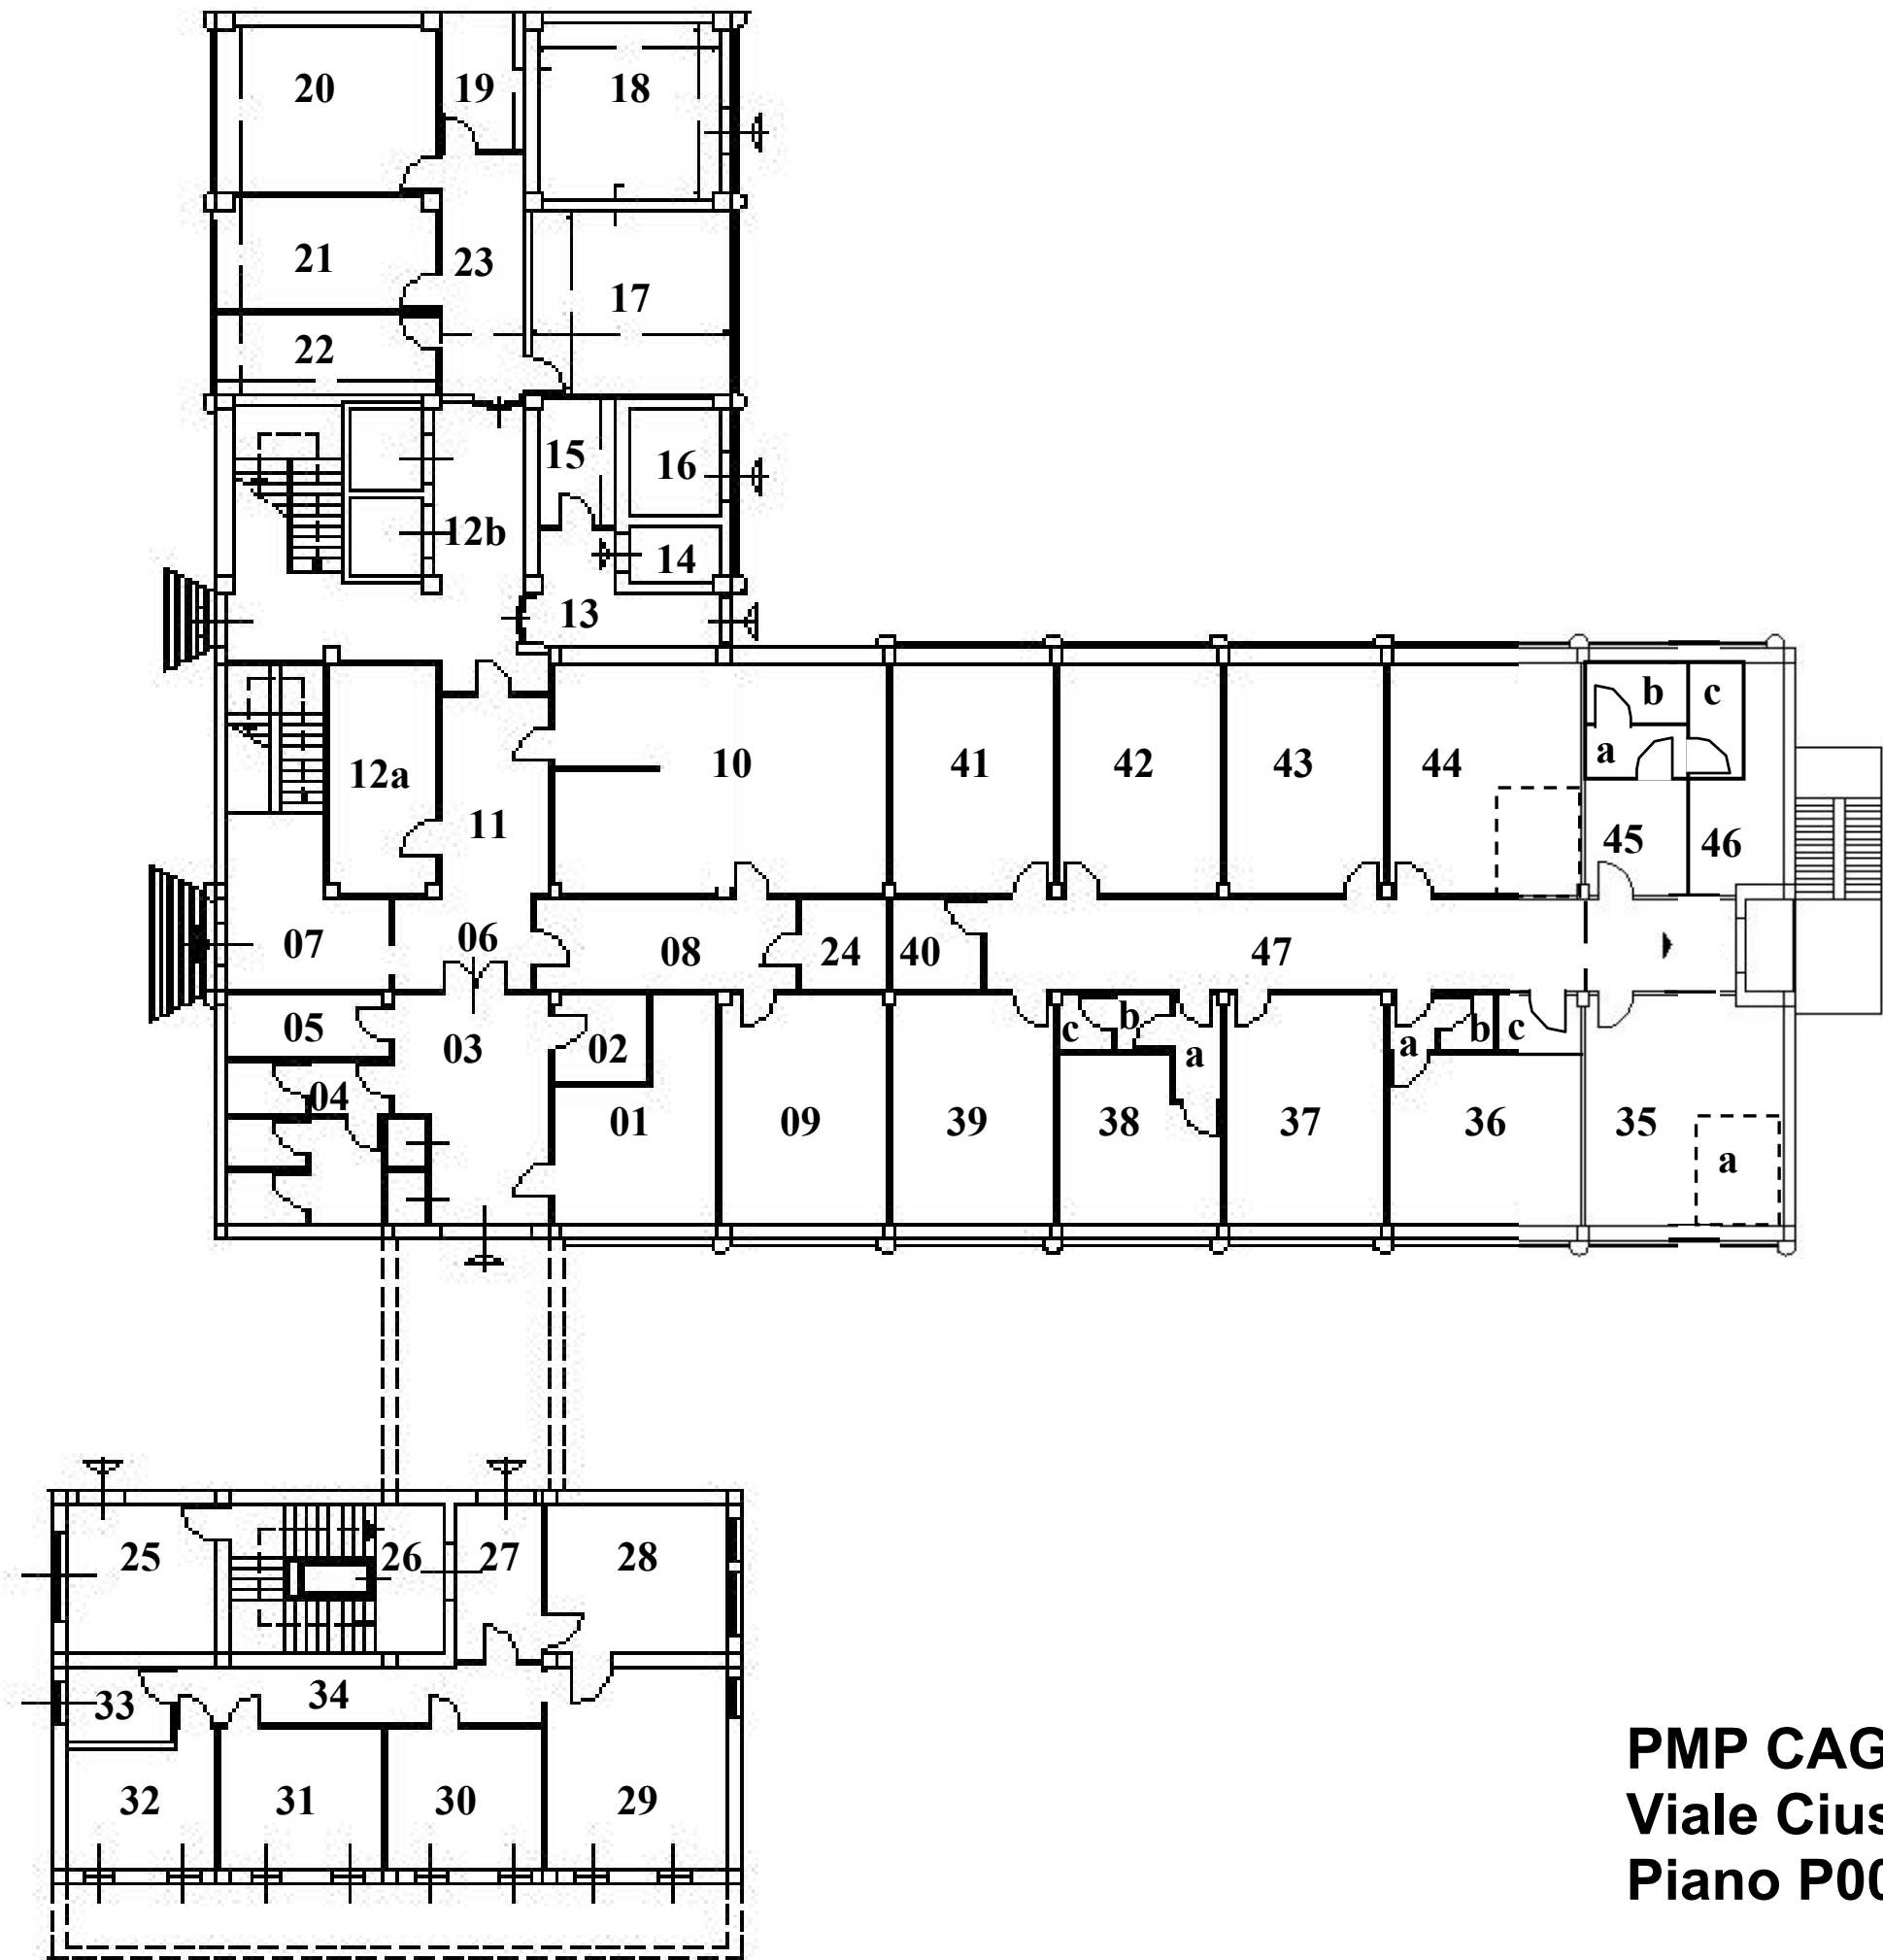 20 19 18
21 23 17
22
15 16
12b 14
13
b c
12a 10 41 42 43 44 a
11 45 46
07 06 08 24 40 47
05 03 02 c b a a b c
04 01 09 39 38 37 36 35
a
25 26 27 28
33 34
32 31 30 29
PMP CAG
Viale Cius
Piano P00